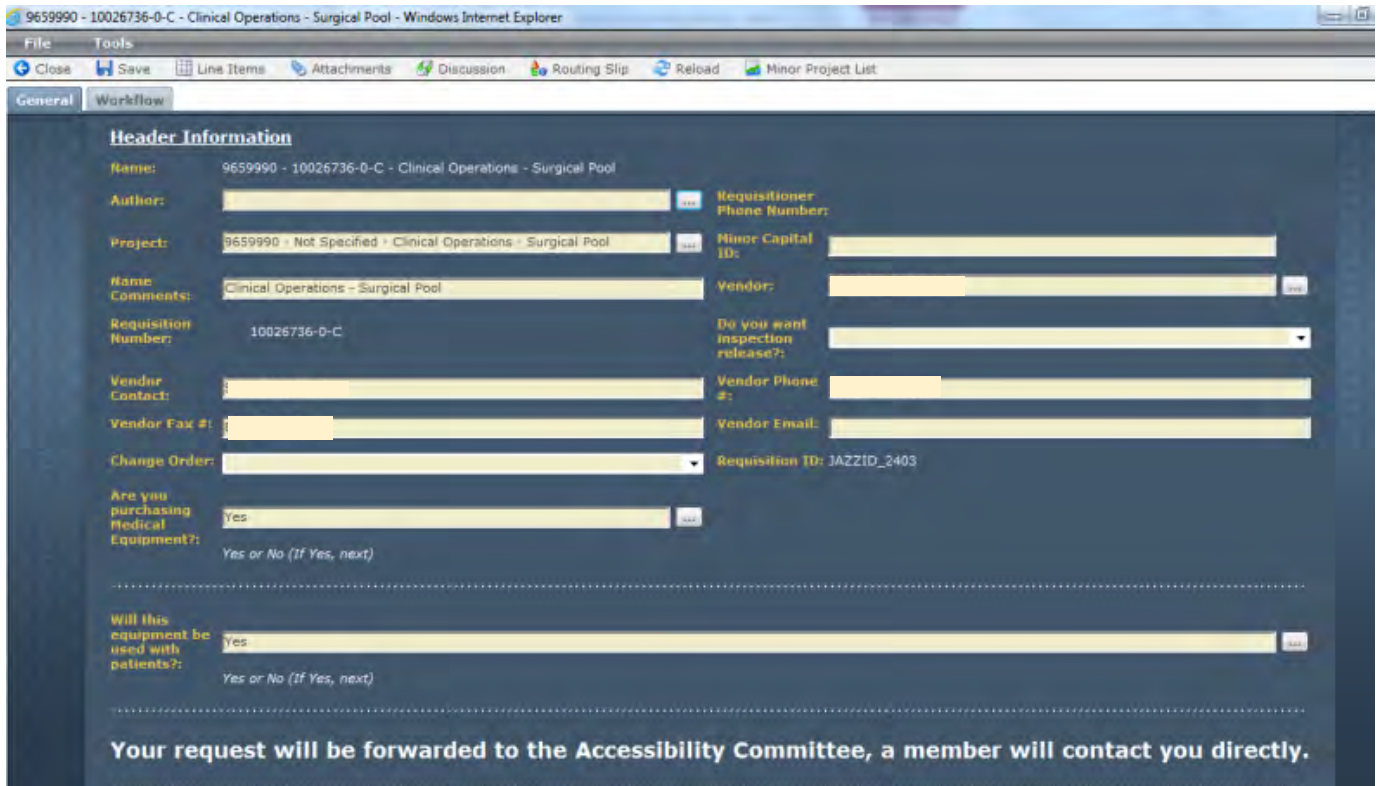 9659990 - 10026736-0-C - Clinical Operations - Surgical Pool - Windows Internet Explorer
File Tools
Close Save Line Items Attachments Discussion Routing Slip Reload Minor Project List
General Workflow
Header Information
Name: 9659990 - 10026736-0-C - Clinical Operations - Surgical Pool
Author: ... Requisitioner
Phone Number:
Project: 9659990 - Not Specified - Clinical Operations - Surgical Pool ... Minor Capital
ID:
Name
Comments: Clinical Operations - Surgical Pool Vendor: ...
Requisition
Number: 10026736-0-C Do you want
inspection
release?:
Vendor
Contact: Vendor Phone
#:
Vendor Fax #: Vendor Email:
Change Order: Requisition ID: JAZZID_2403
Are you
purchasing
Medical
Equipment?: Yes ...
Yes or No (If Yes, next)
Will this
equipment be
used with
patients?: Yes ...
Yes or No (If Yes, next)
Your request will be forwarded to the Accessibility Committee, a member will contact you directly.